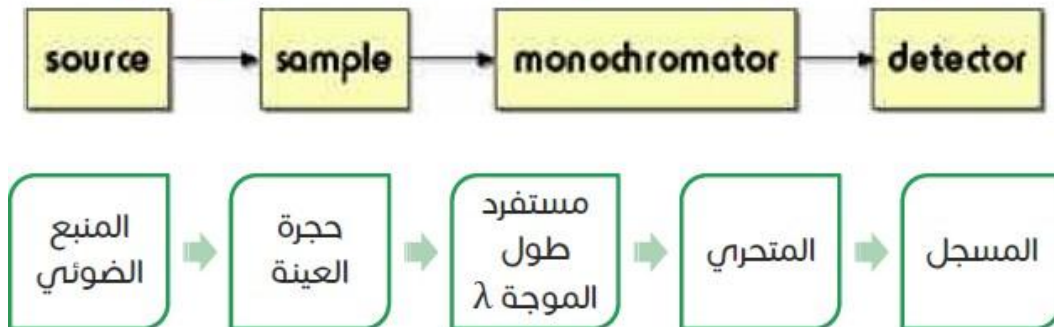 source
sample
monochromator
detector
المنبع
الضوئي
حجرة
العينة
مستفرد
طول
الموجة λ
المتحري
المسجل